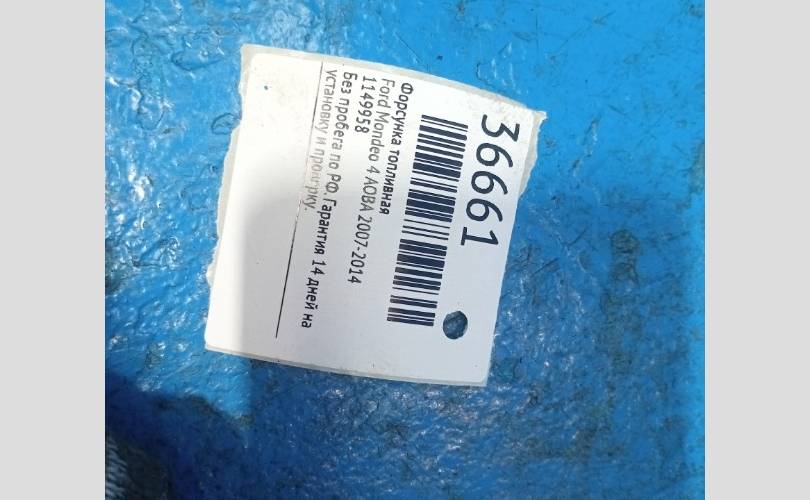 36661
Форсунка топливная
Ford Mondeo 4 AOBA 2007-2014
1149958
Без пробега по РФ. Гарантия 14 дней на
установку и проверку.